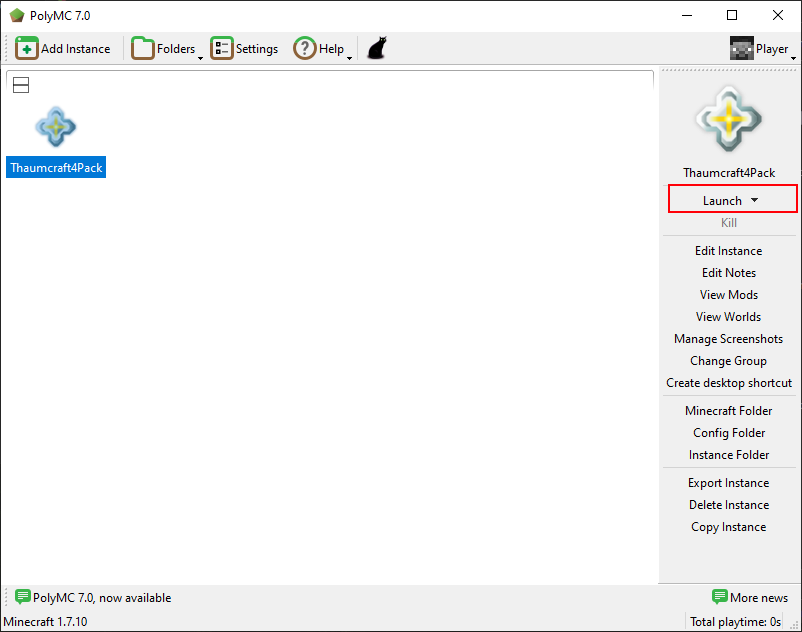 PolyMC 7.0
Add Instance Folders Settings Help Player
Thaumcraft4Pack
Thaumcraft4Pack
Launch
Kill
Edit Instance
Edit Notes
View Mods
View Worlds
Manage Screenshots
Change Group
Create desktop shortcut
Minecraft Folder
Config Folder
Instance Folder
Export Instance
Delete Instance
Copy Instance
PolyMC 7.0, now available More news
Minecraft 1.7.10 Total playtime: 0s